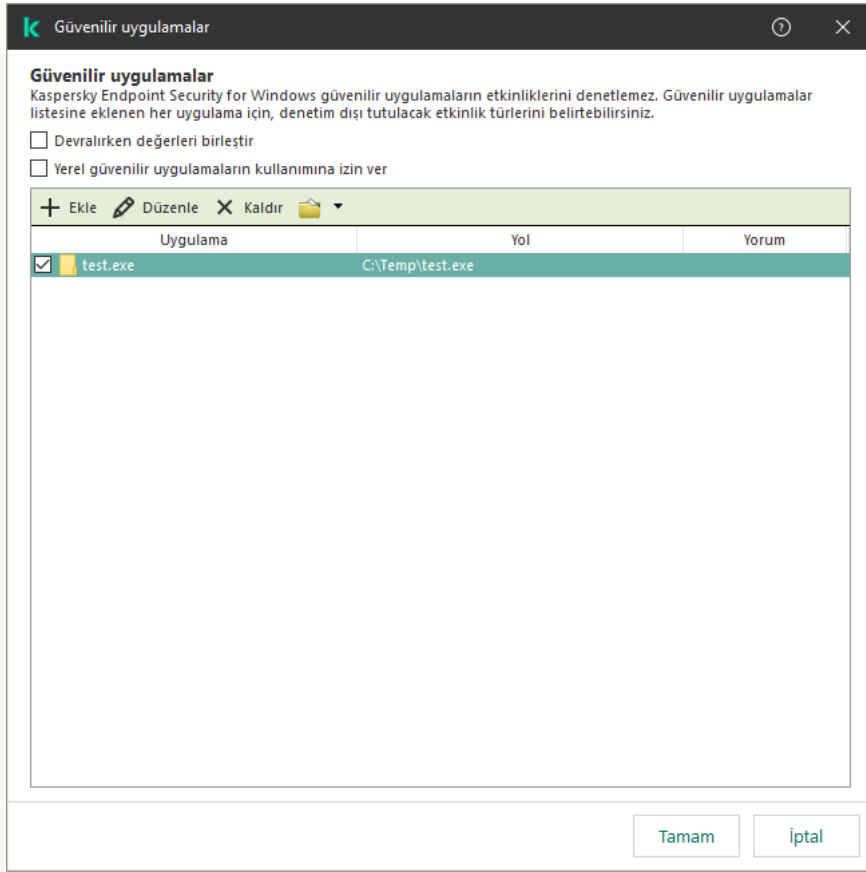 Güvenilir uygulamalar
Güvenilir uygulamalar
Kaspersky Endpoint Security for Windows güvenilir uygulamaların etkinliklerini denetlemez. Güvenilir uygulamalar
listesine eklenen her uygulama için, denetim dışı tutulacak etkinlik türlerini belirtebilirsiniz.
Devralırken değerleri birleştir
Yerel güvenilir uygulamaların kullanımına izin ver
Ekle Düzenle Kaldır
Uygulama Yol Yorum
test.exe C:\Temp\test.exe
Tamam İptal